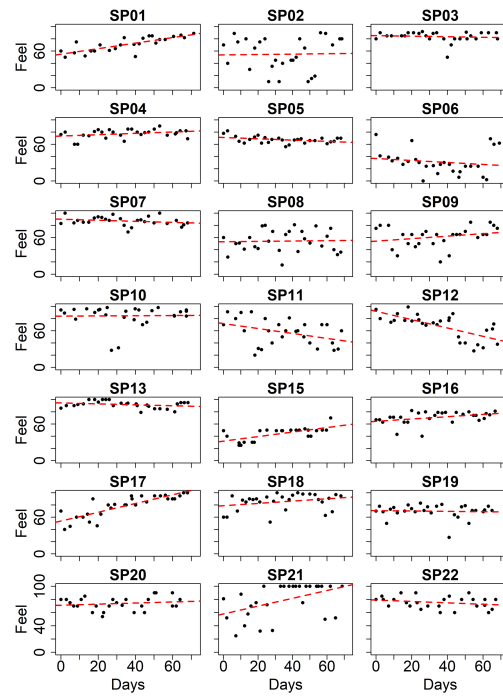 SP01 SP02 SP03
Feel 0 60
SP04 SP05 SP06
Feel 0 60
SP07 SP08 SP09
Feel 0 60
SP10 SP11 SP12
Feel 0 60
SP13 SP15 SP16
Feel 0 60
SP17 SP18 SP19
Feel 0 60
SP20 SP21 SP22
Feel 0 40 100
0 20 40 60 0 20 40 60 0 20 40 60
Days Days Days